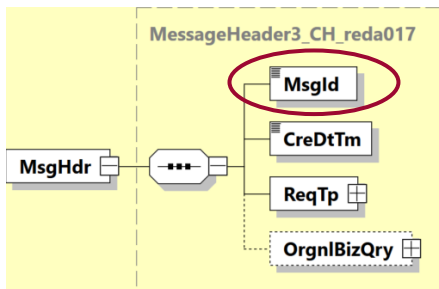 MessageHeader3_CH_reda017
MsgId
CreDtTm
MsgHdr
ReqTp
OrgnlBizQry